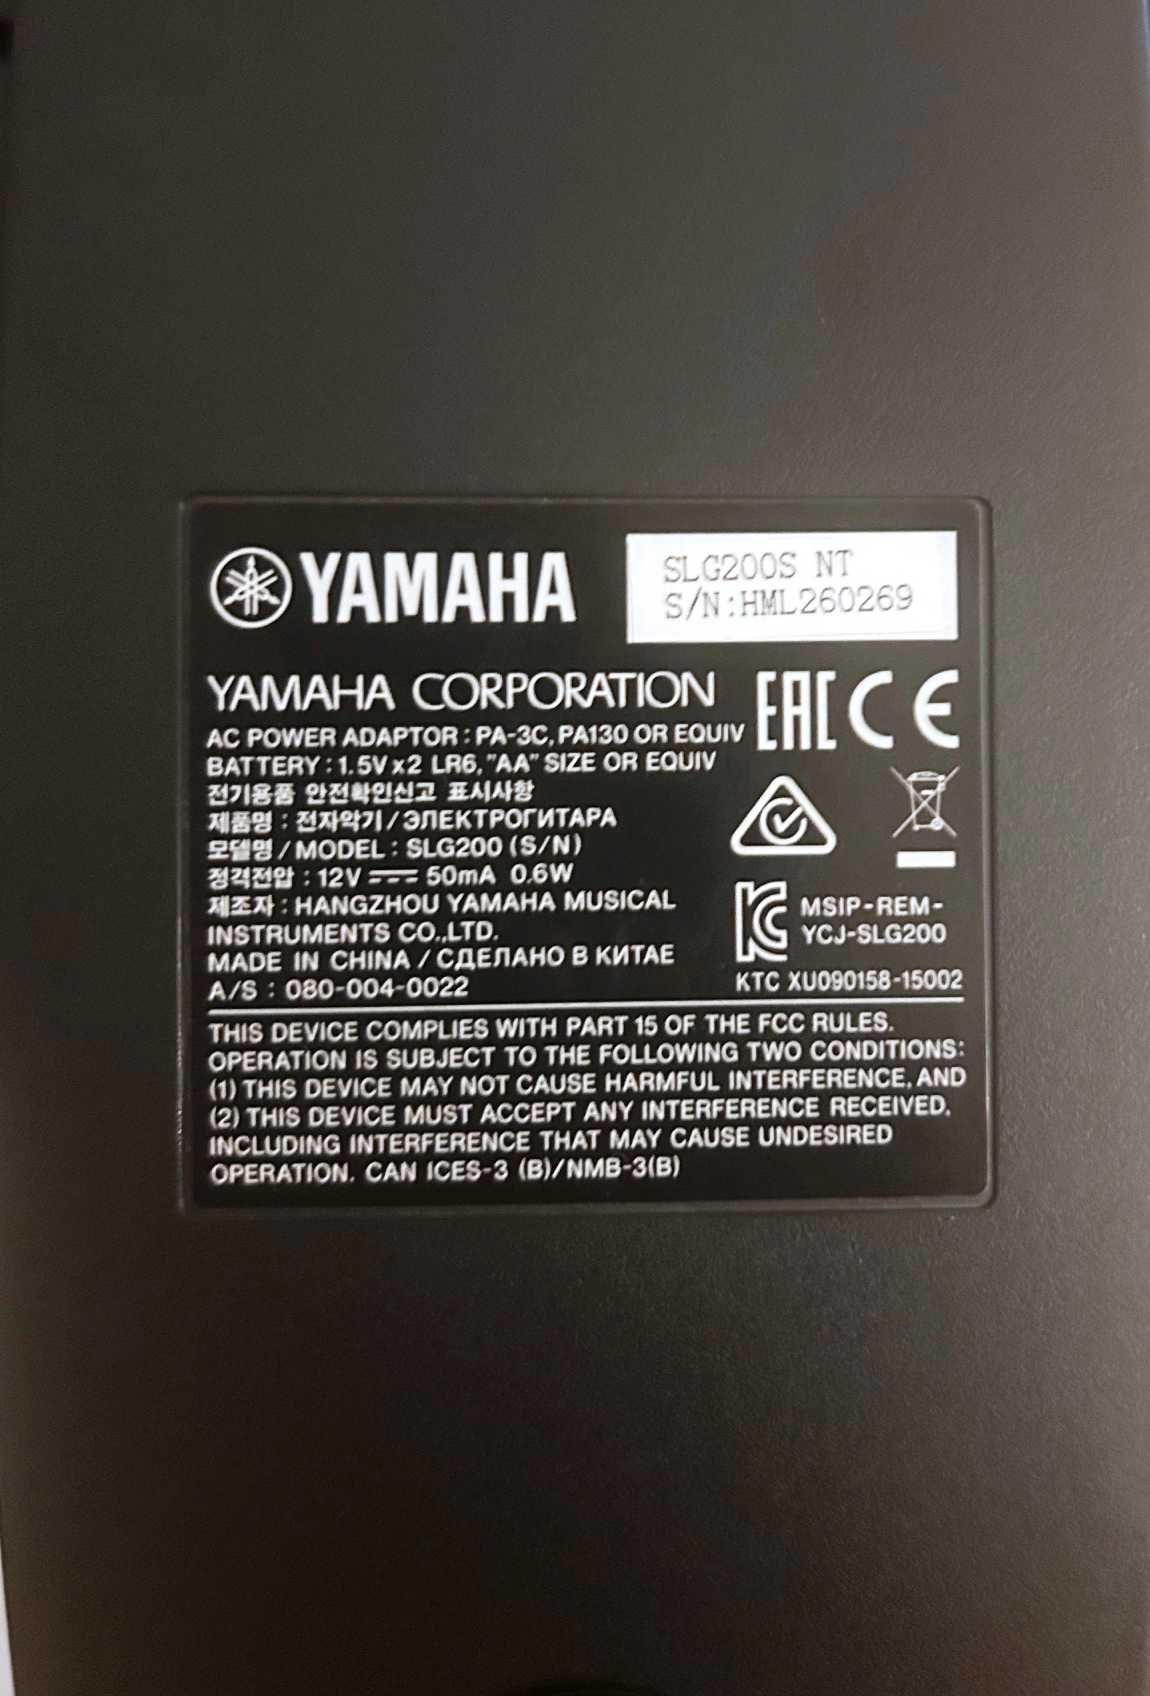 YAMAHA
SLG200S NT
S/N:HML260269
YAMAHA CORPORATION
AC POWER ADAPTOR : PA-3C, PA130 OR EQUIV
BATTERY : 1.5V x2 LR6, "AA" SIZE OR EQUIV
전기용품 안전확인신고 표시사항
제품명 : 전자악기 / ЭЛЕКТРОГИТАРА
모델명 / MODEL : SLG200 (S/N)
정격전압 : 12V ⎓ 50mA 0.6W
제조자 : HANGZHOU YAMAHA MUSICAL
INSTRUMENTS CO.,LTD.
MADE IN CHINA / СДЕЛАНО В КИТАЕ
A/S : 080-004-0022
EAC CE
KC
MSIP-REM-
YCJ-SLG200
KTC XU090158-15002
THIS DEVICE COMPLIES WITH PART 15 OF THE FCC RULES.
OPERATION IS SUBJECT TO THE FOLLOWING TWO CONDITIONS:
(1) THIS DEVICE MAY NOT CAUSE HARMFUL INTERFERENCE, AND
(2) THIS DEVICE MUST ACCEPT ANY INTERFERENCE RECEIVED,
INCLUDING INTERFERENCE THAT MAY CAUSE UNDESIRED
OPERATION. CAN ICES-3 (B)/NMB-3(B)